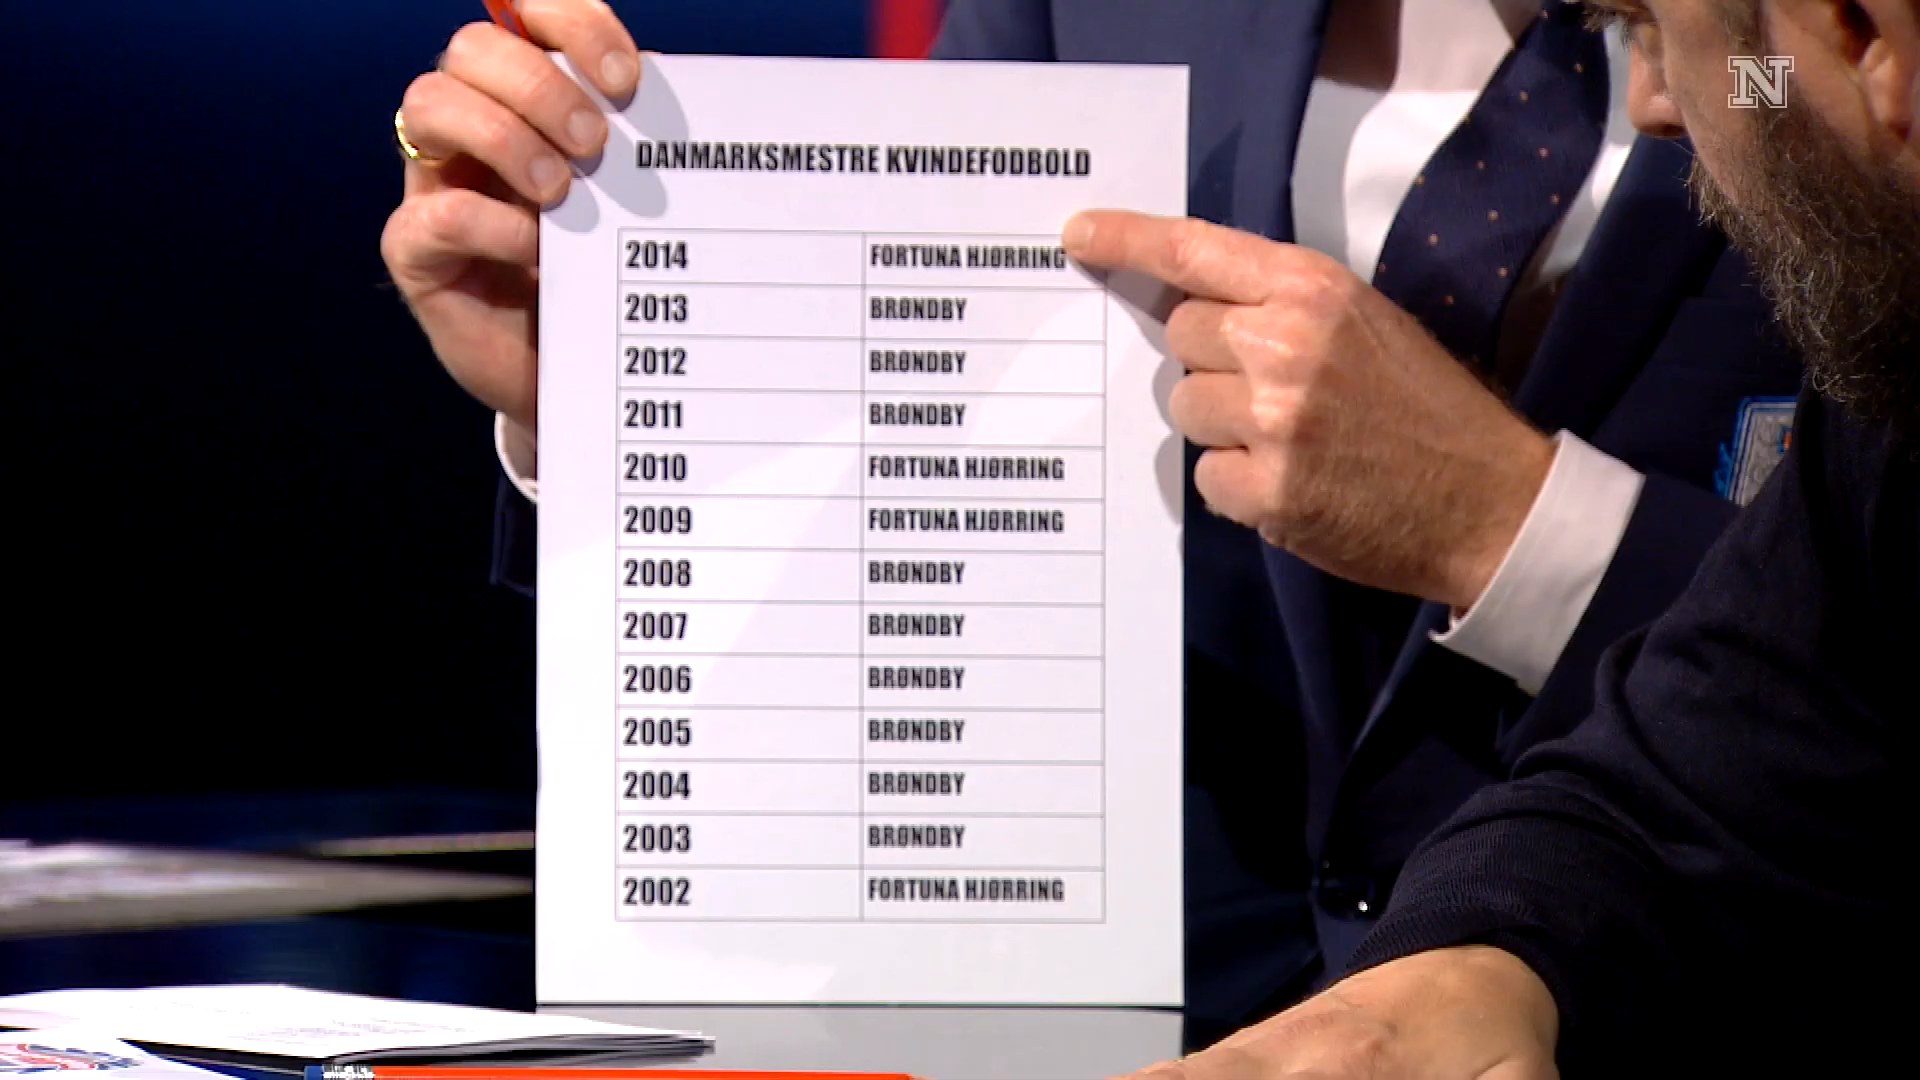 N
DANMARKSMESTRE KVINDEFODBOLD
2014 FORTUNA HJØRRING
2013 BRØNDBY
2012 BRØNDBY
2011 BRØNDBY
2010 FORTUNA HJØRRING
2009 FORTUNA HJØRRING
2008 BRØNDBY
2007 BRØNDBY
2006 BRØNDBY
2005 BRØNDBY
2004 BRØNDBY
2003 BRØNDBY
2002 FORTUNA HJØRRING